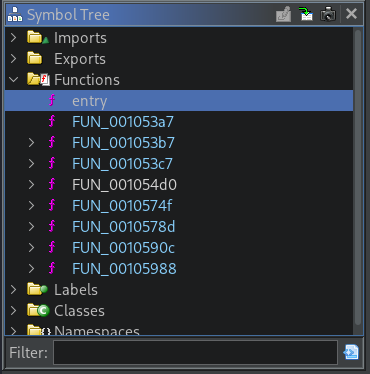 Symbol Tree
Imports
Exports
Functions
entry
FUN_001053a7
FUN_001053b7
FUN_001053c7
FUN_001054d0
FUN_0010574f
FUN_0010578d
FUN_0010590c
FUN_00105988
Labels
Classes
Namespaces
Filter: